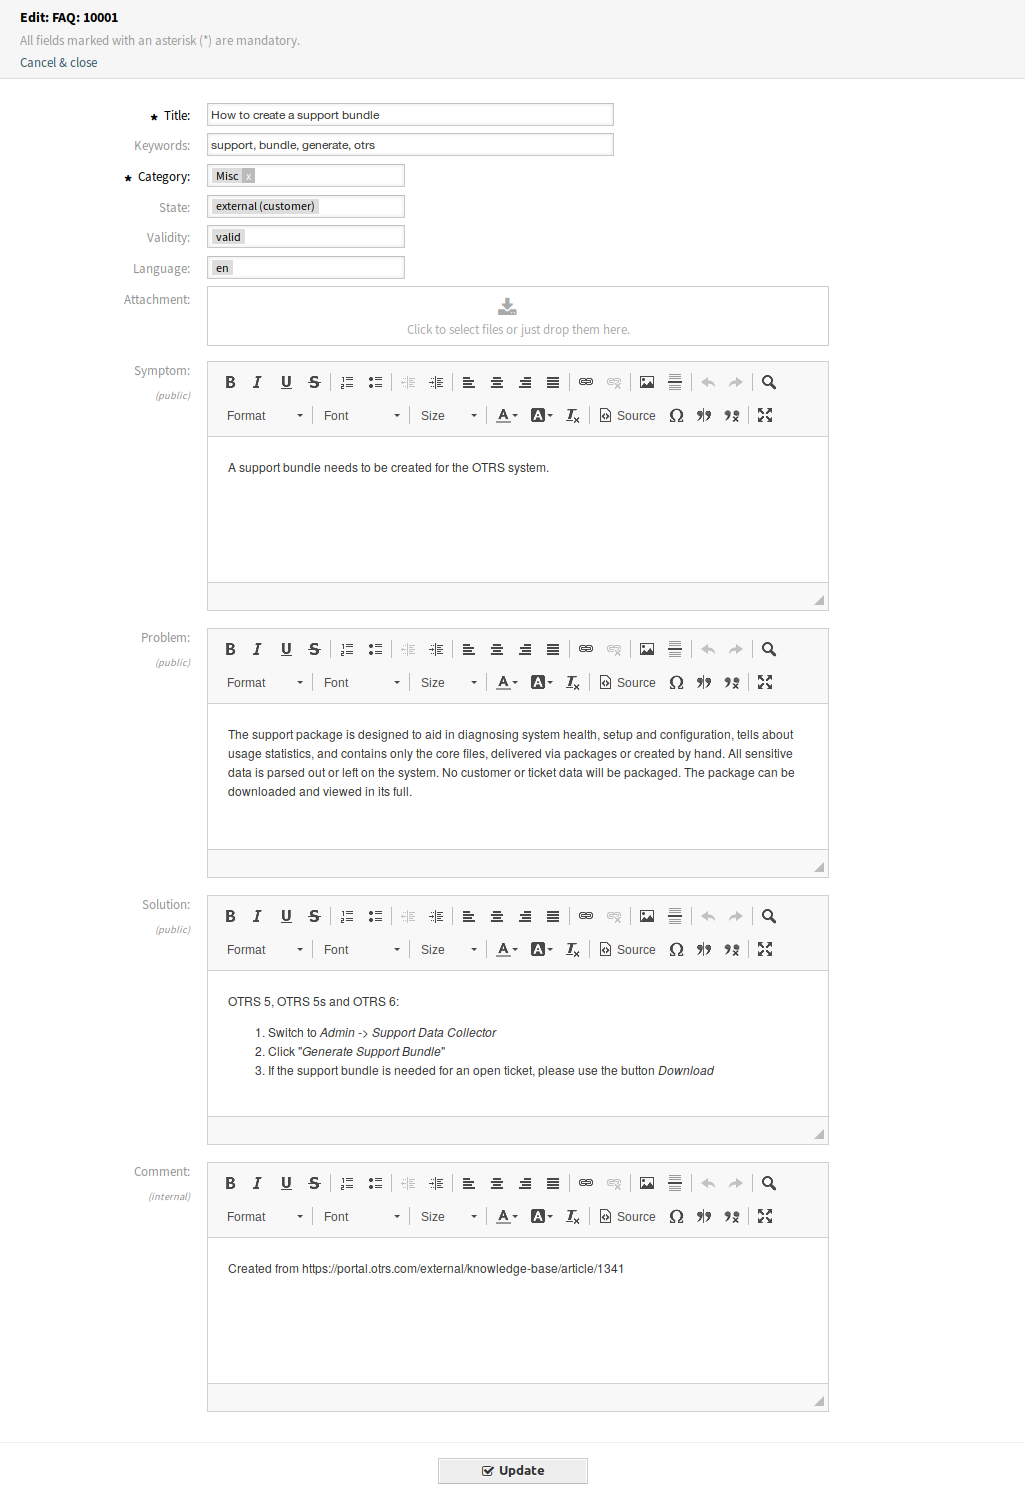 Edit: FAQ: 10001
All fields marked with an asterisk (*) are mandatory.
Cancel & close
★ Title: How to create a support bundle
Keywords: support, bundle, generate, otrs
★ Category: Misc x
State: external (customer)
Validity: valid
Language: en
Attachment:
Click to select files or just drop them here.
Symptom:
(public)
B I U S
Format Font Size A A Tx Source Ω
A support bundle needs to be created for the OTRS system.
Problem:
(public)
B I U S
Format Font Size A A Tx Source Ω
The support package is designed to aid in diagnosing system health, setup and configuration, tells about
usage statistics, and contains only the core files, delivered via packages or created by hand. All sensitive
data is parsed out or left on the system. No customer or ticket data will be packaged. The package can be
downloaded and viewed in its full.
Solution:
(public)
B I U S
Format Font Size A A Tx Source Ω
OTRS 5, OTRS 5s and OTRS 6:
1. Switch to Admin -> Support Data Collector
2. Click "Generate Support Bundle"
3. If the support bundle is needed for an open ticket, please use the button Download
Comment:
(internal)
B I U S
Format Font Size A A Tx Source Ω
Created from https://portal.otrs.com/external/knowledge-base/article/1341
Update